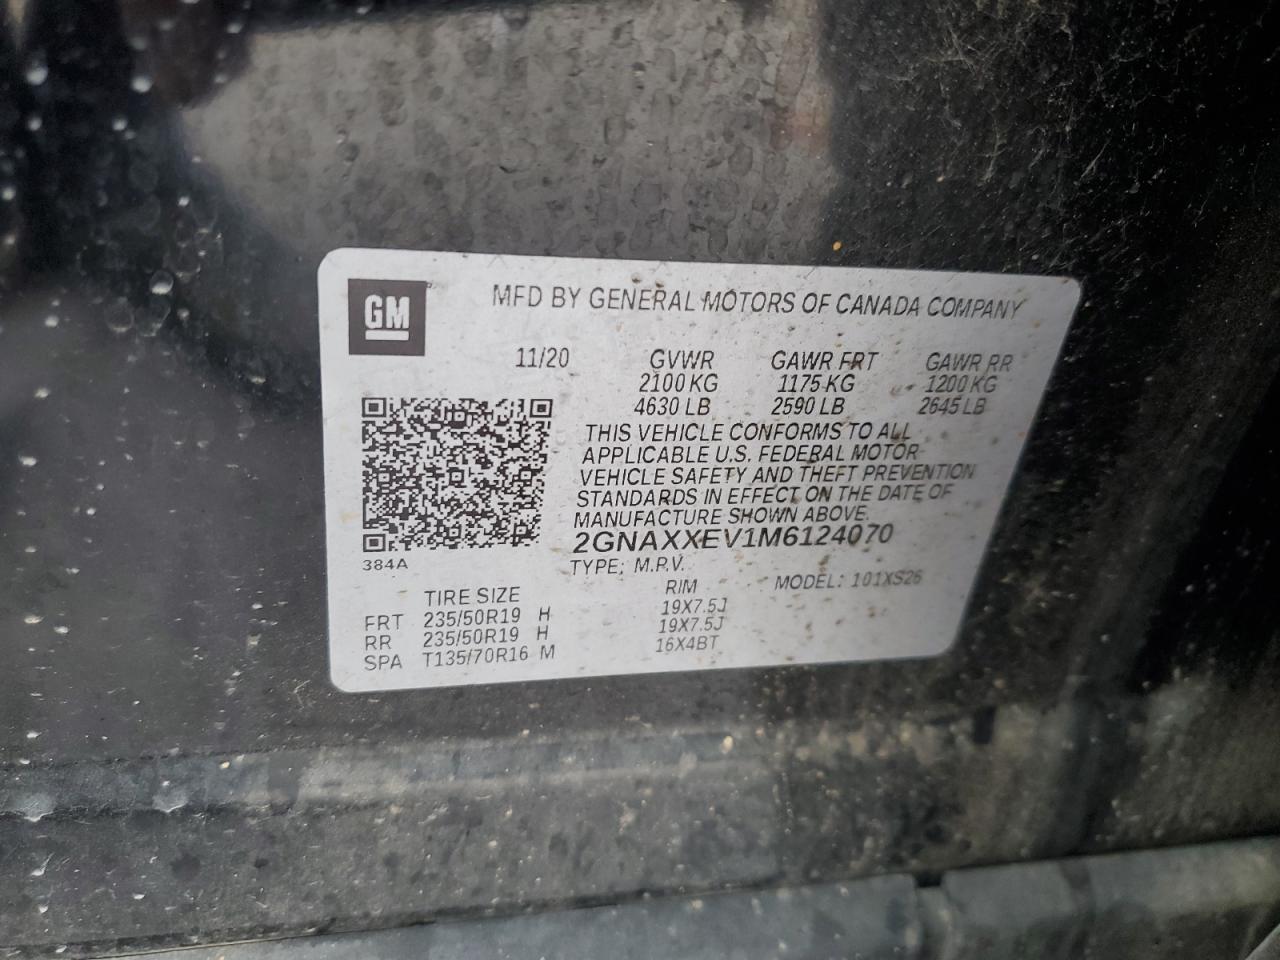 GM
MFD BY GENERAL MOTORS OF CANADA COMPANY
11/20 GVWR GAWR FRT GAWR RR
2100 KG 1175 KG 1200 KG
4630 LB 2590 LB 2645 LB
THIS VEHICLE CONFORMS TO ALL
APPLICABLE U.S. FEDERAL MOTOR
VEHICLE SAFETY AND THEFT PREVENTION
STANDARDS IN EFFECT ON THE DATE OF
MANUFACTURE SHOWN ABOVE.
2GNAXXEV1M6124070
384A
TYPE: M.P.V. MODEL: 101XS26
TIRE SIZE RIM
FRT 235/50R19 H 19X7.5J
RR 235/50R19 H 19X7.5J
SPA T135/70R16 M 16X4BT